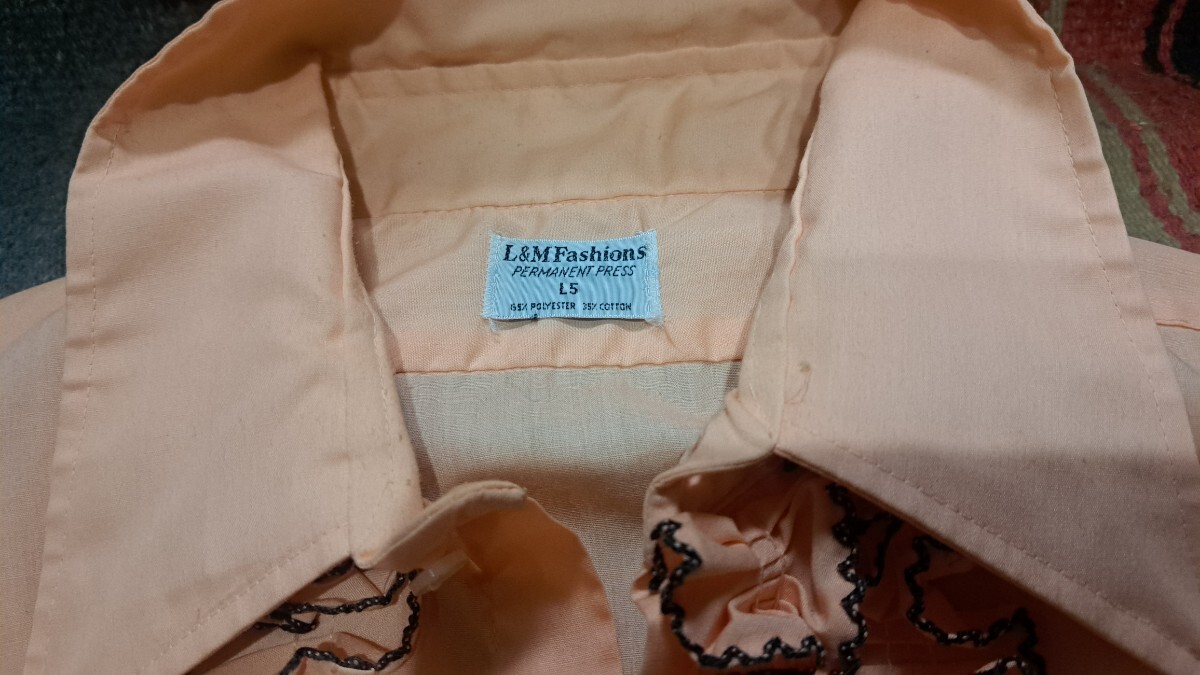 L&M Fashions
PERMANENT PRESS
L5
65% POLYESTER 35% COTTON